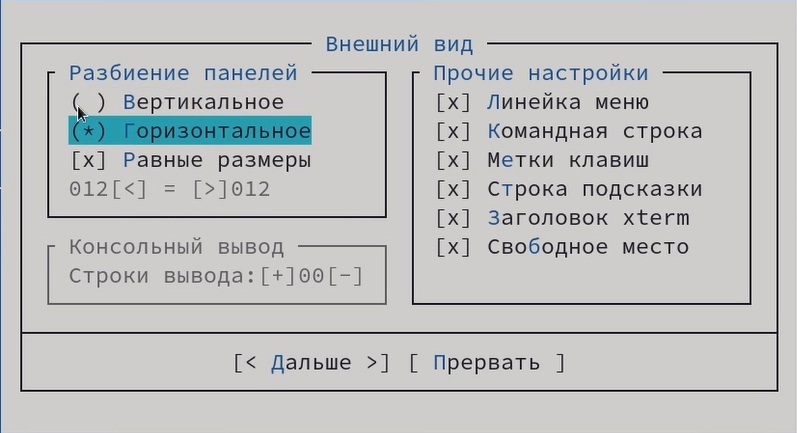 Внешний вид
Разбиение панелей
( ) Вертикальное
(*) Горизонтальное
[x] Равные размеры
012[<] = [>]012
Консольный вывод
Строки вывода:[+]00[-]
Прочие настройки
[x] Линейка меню
[x] Командная строка
[x] Метки клавиш
[x] Строка подсказки
[x] Заголовок xterm
[x] Свободное место
[< Дальше >] [ Прервать ]